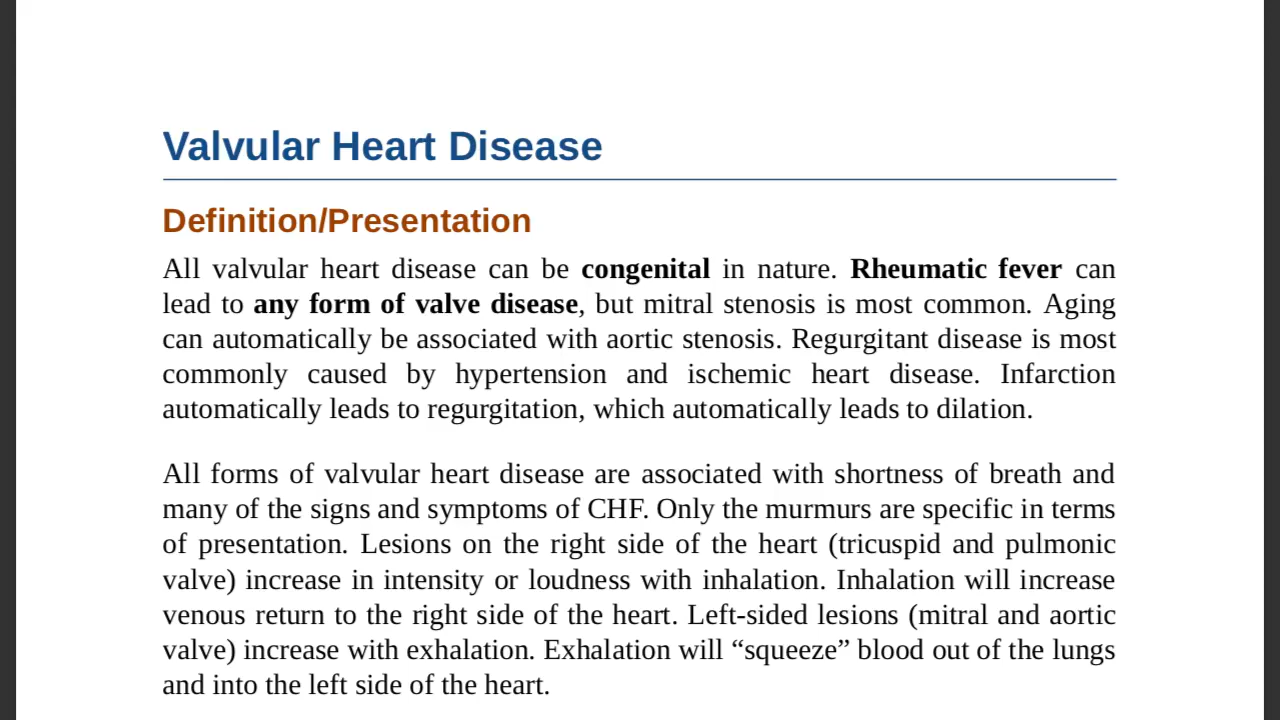 Valvular Heart Disease
Definition/Presentation
All valvular heart disease can be congenital in nature. Rheumatic fever can
lead to any form of valve disease, but mitral stenosis is most common. Aging
can automatically be associated with aortic stenosis. Regurgitant disease is most
commonly caused by hypertension and ischemic heart disease. Infarction
automatically leads to regurgitation, which automatically leads to dilation.
All forms of valvular heart disease are associated with shortness of breath and
many of the signs and symptoms of CHF. Only the murmurs are specific in terms
of presentation. Lesions on the right side of the heart (tricuspid and pulmonic
valve) increase in intensity or loudness with inhalation. Inhalation will increase
venous return to the right side of the heart. Left-sided lesions (mitral and aortic
valve) increase with exhalation. Exhalation will “squeeze” blood out of the lungs
and into the left side of the heart.